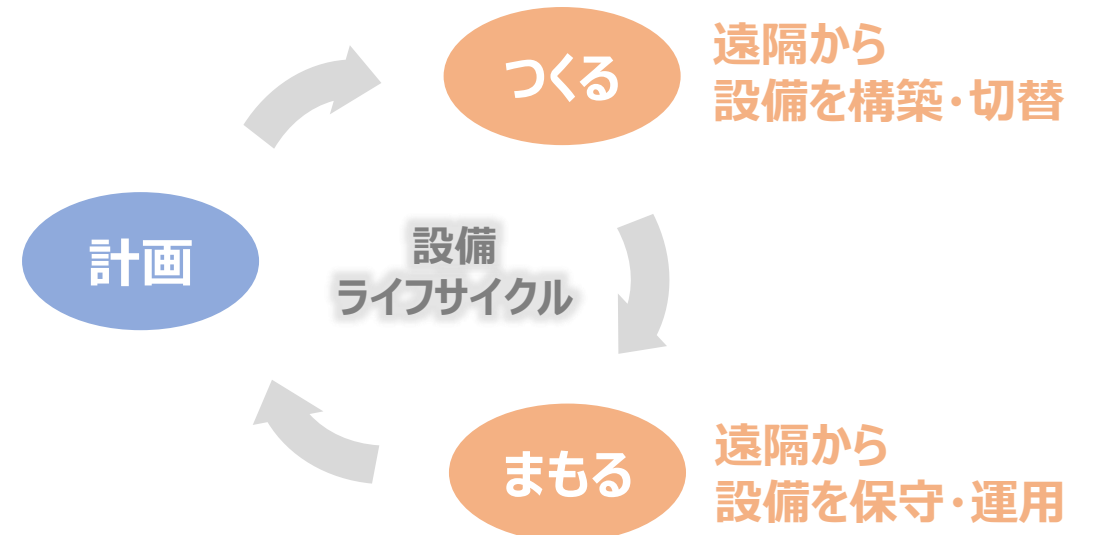 つくる
遠隔から
設備を構築・切替
計画
設備
ライフサイクル
まもる
遠隔から
設備を保守・運用